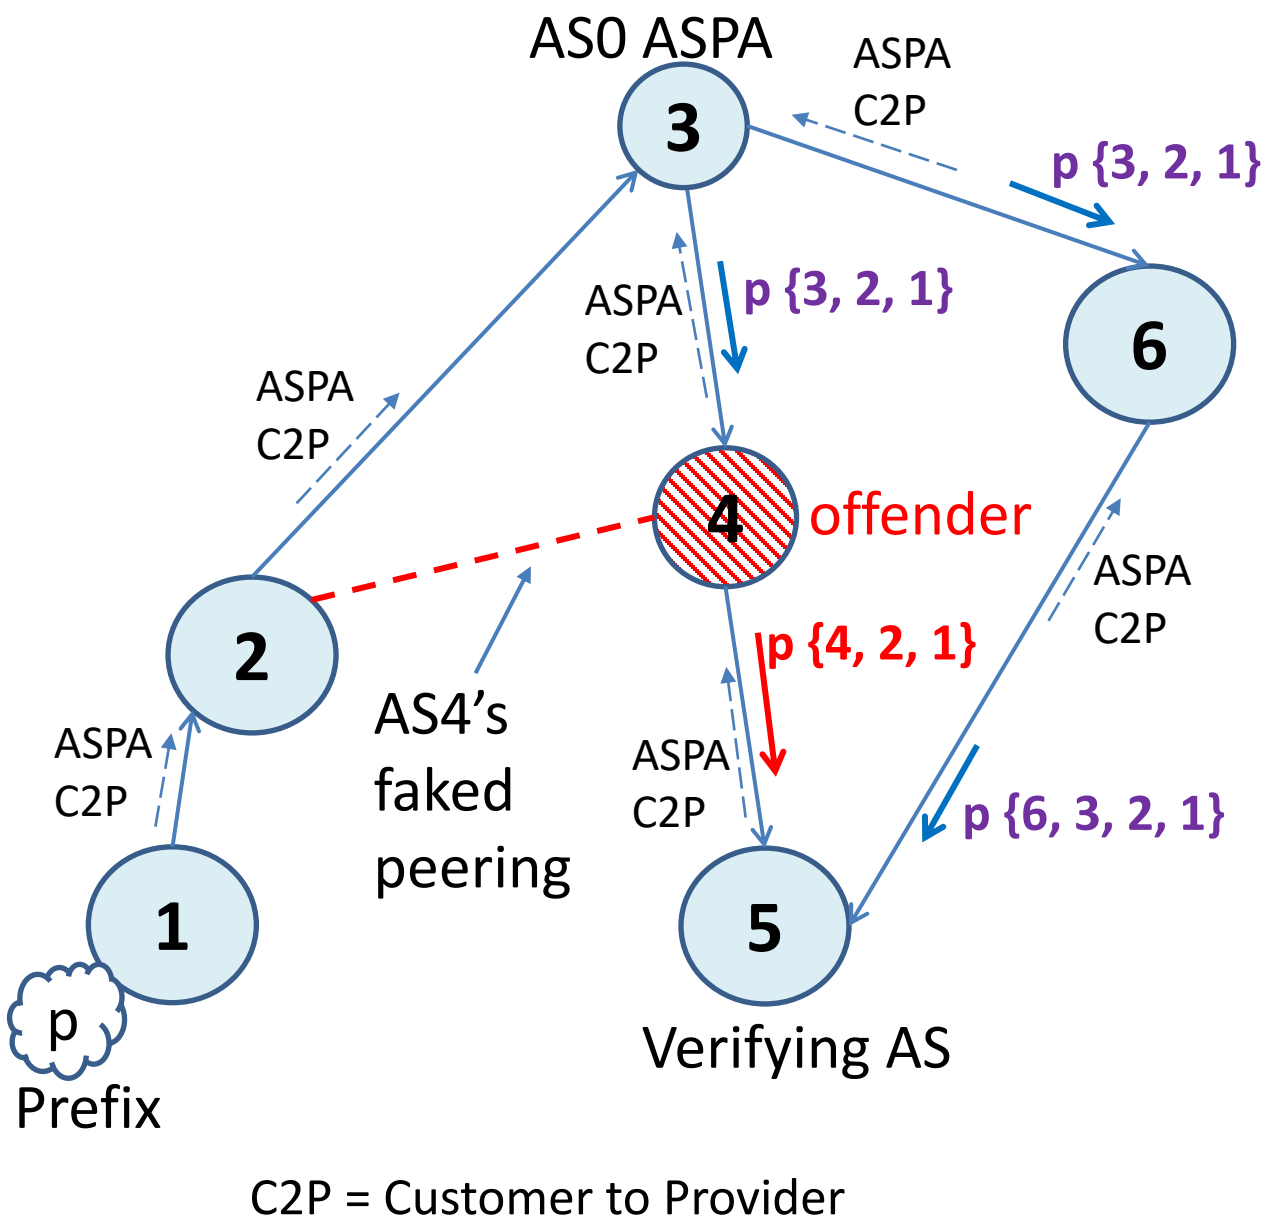 AS0 ASPA
3
ASPA
C2P
p {3, 2, 1}
ASPA
C2P
p {3, 2, 1}
6
ASPA
C2P
4
offender
ASPA
C2P
2
p {4, 2, 1}
AS4’s
faked
peering
ASPA
C2P
ASPA
C2P
p {6, 3, 2, 1}
1
5
p
Prefix
Verifying AS
C2P = Customer to Provider